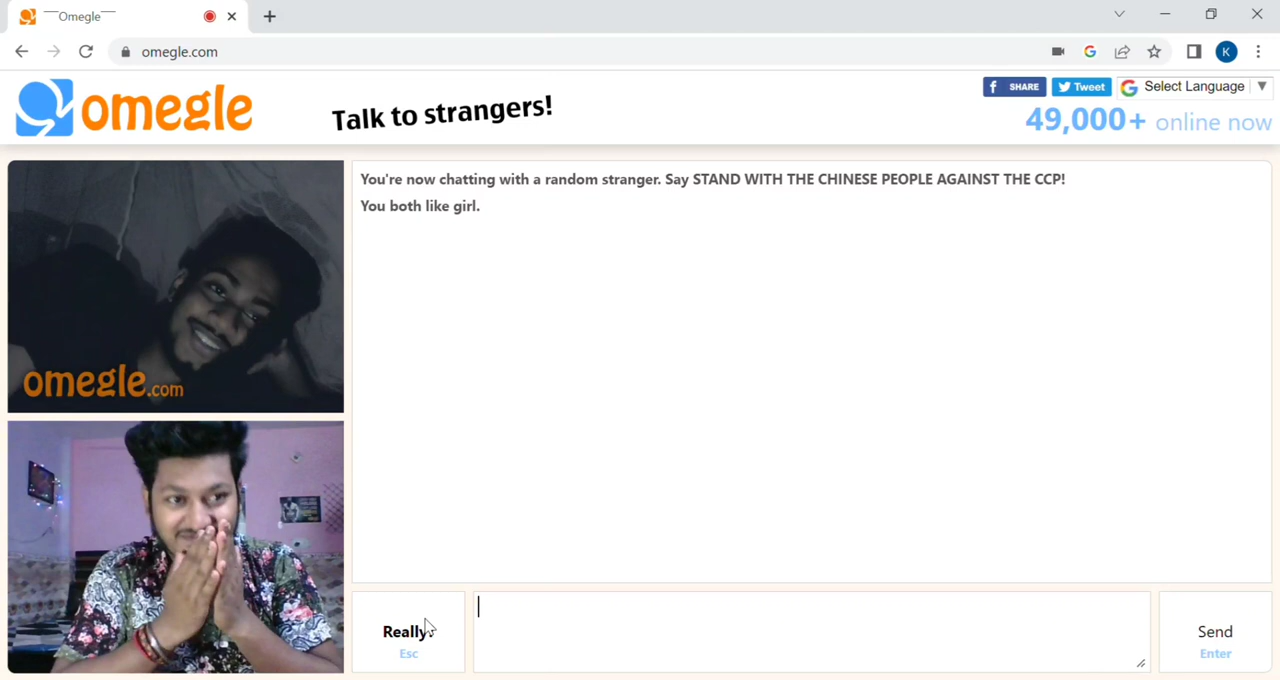 Omegle
omegle.com
K
omegle
Talk to strangers!
f SHARE
Tweet
G Select Language ▼
49,000+ online now
You're now chatting with a random stranger. Say STAND WITH THE CHINESE PEOPLE AGAINST THE CCP!
You both like girl.
omegle.com
Really
Esc
Send
Enter